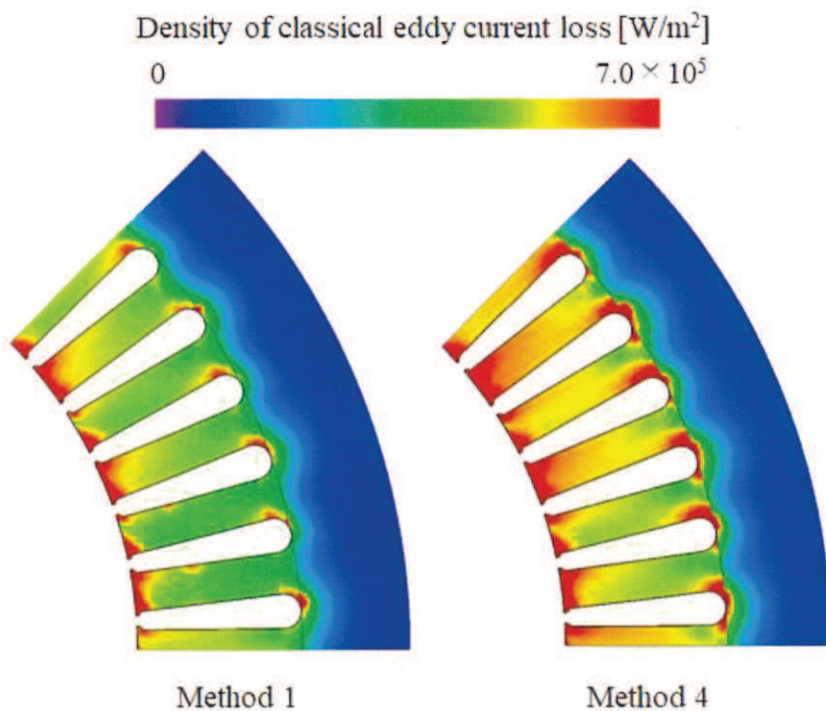 Density of classical eddy current loss [W/m²]
0 7.0 × 10⁵
Method 1 Method 4